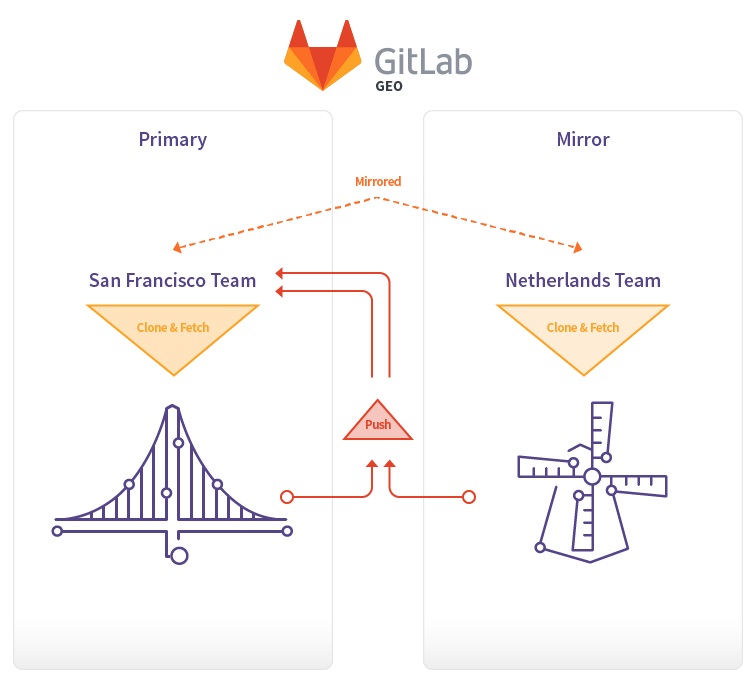 GitLab
GEO
Primary
Mirror
Mirrored
San Francisco Team
Netherlands Team
Clone & Fetch
Clone & Fetch
Push